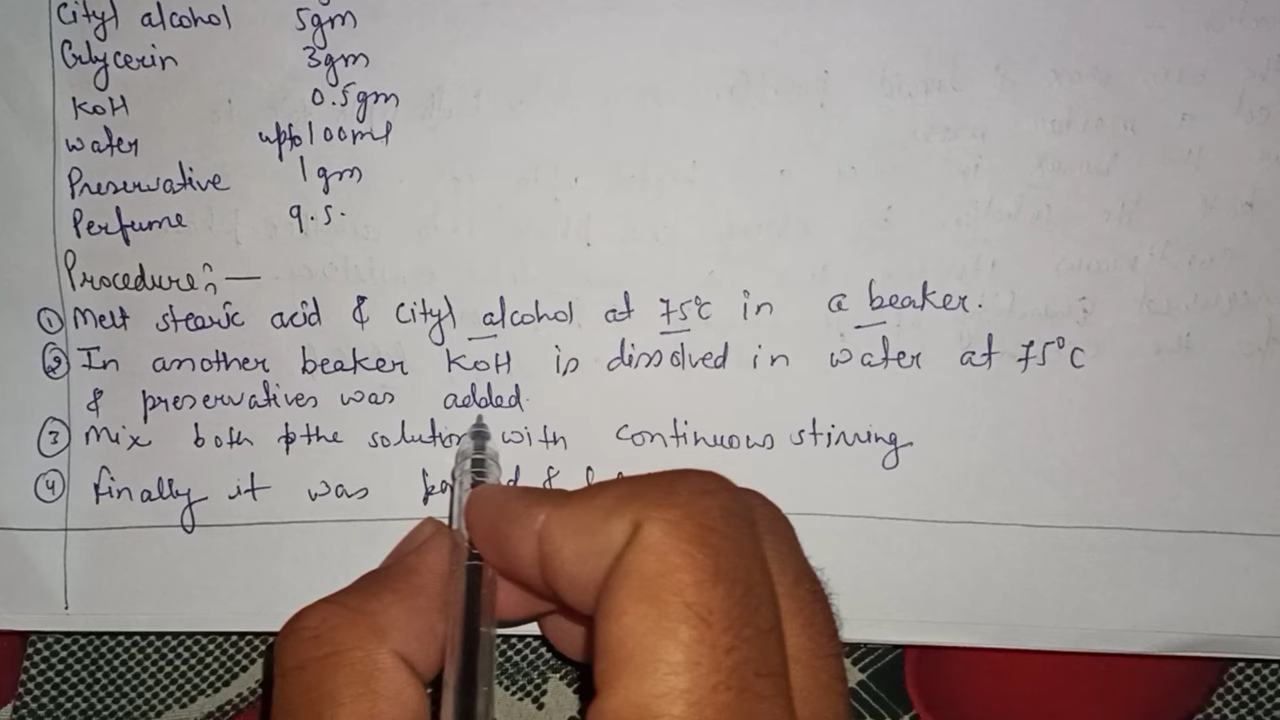 Cityl alcohol 5gm
Glycerin 3gm
KOH 0.5gm
water upto 100ml
Preservative 1gm
Perfume q.s.
Procedure:—
① Melt stearic acid & Cityl alcohol at 75°C in a beaker.
② In another beaker KOH is dissolved in water at 75°C
& preservatives was added.
③ Mix both the solution with continuous stirring
④ finally it was &